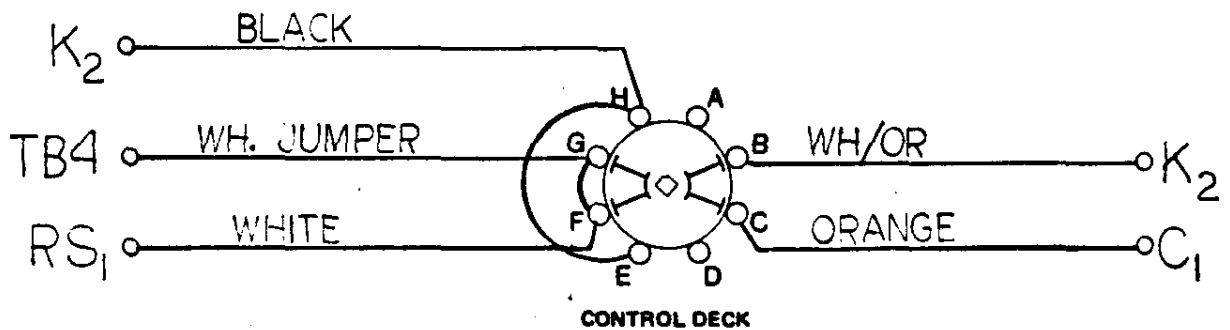 K₂ BLACK
H A
TB4 WH. JUMPER G B WH/OR K₂
F C
RS₁ WHITE ORANGE C₁
E D
CONTROL DECK